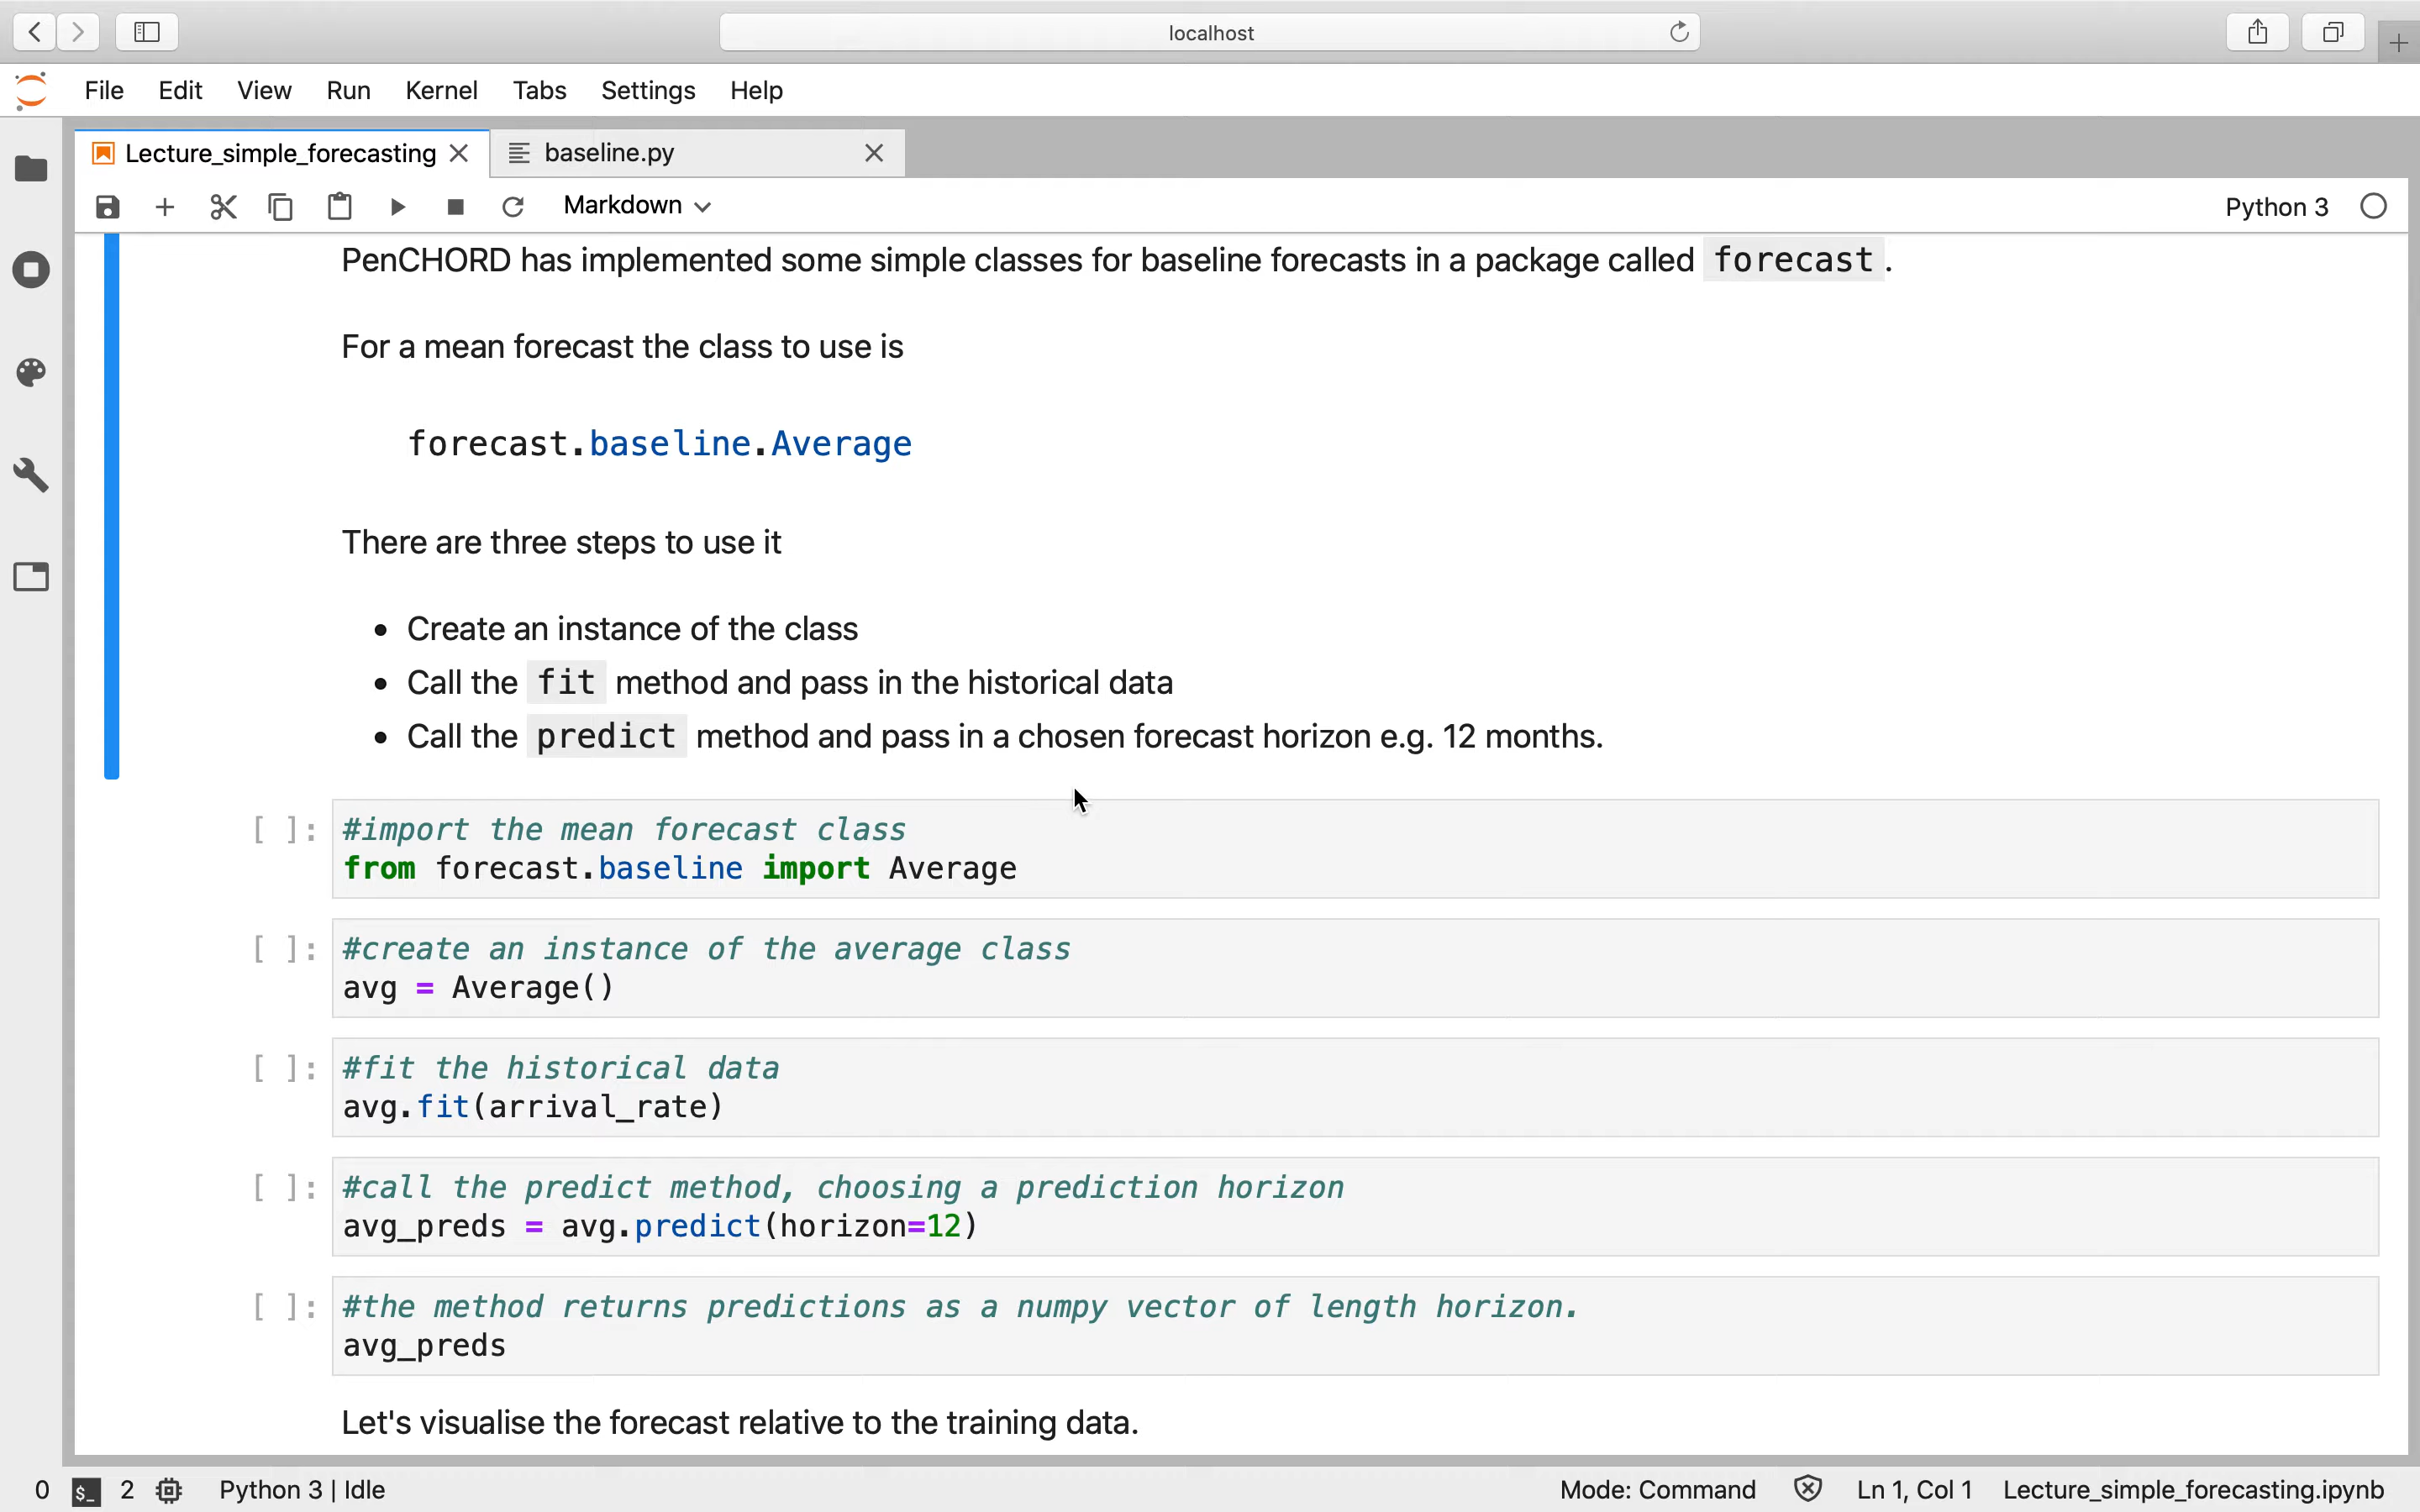 localhost
File Edit View Run Kernel Tabs Settings Help
Lecture_simple_forecasting baseline.py
Markdown Python 3
PenCHORD has implemented some simple classes for baseline forecasts in a package called forecast.
For a mean forecast the class to use is
forecast.baseline.Average
There are three steps to use it
• Create an instance of the class
• Call the fit method and pass in the historical data
• Call the predict method and pass in a chosen forecast horizon e.g. 12 months.
[ ]: #import the mean forecast class
from forecast.baseline import Average
[ ]: #create an instance of the average class
avg = Average()
[ ]: #fit the historical data
avg.fit(arrival_rate)
[ ]: #call the predict method, choosing a prediction horizon
avg_preds = avg.predict(horizon=12)
[ ]: #the method returns predictions as a numpy vector of length horizon.
avg_preds
Let's visualise the forecast relative to the training data.
0 $_ 2 Python 3 | Idle Mode: Command Ln 1, Col 1 Lecture_simple_forecasting.ipynb